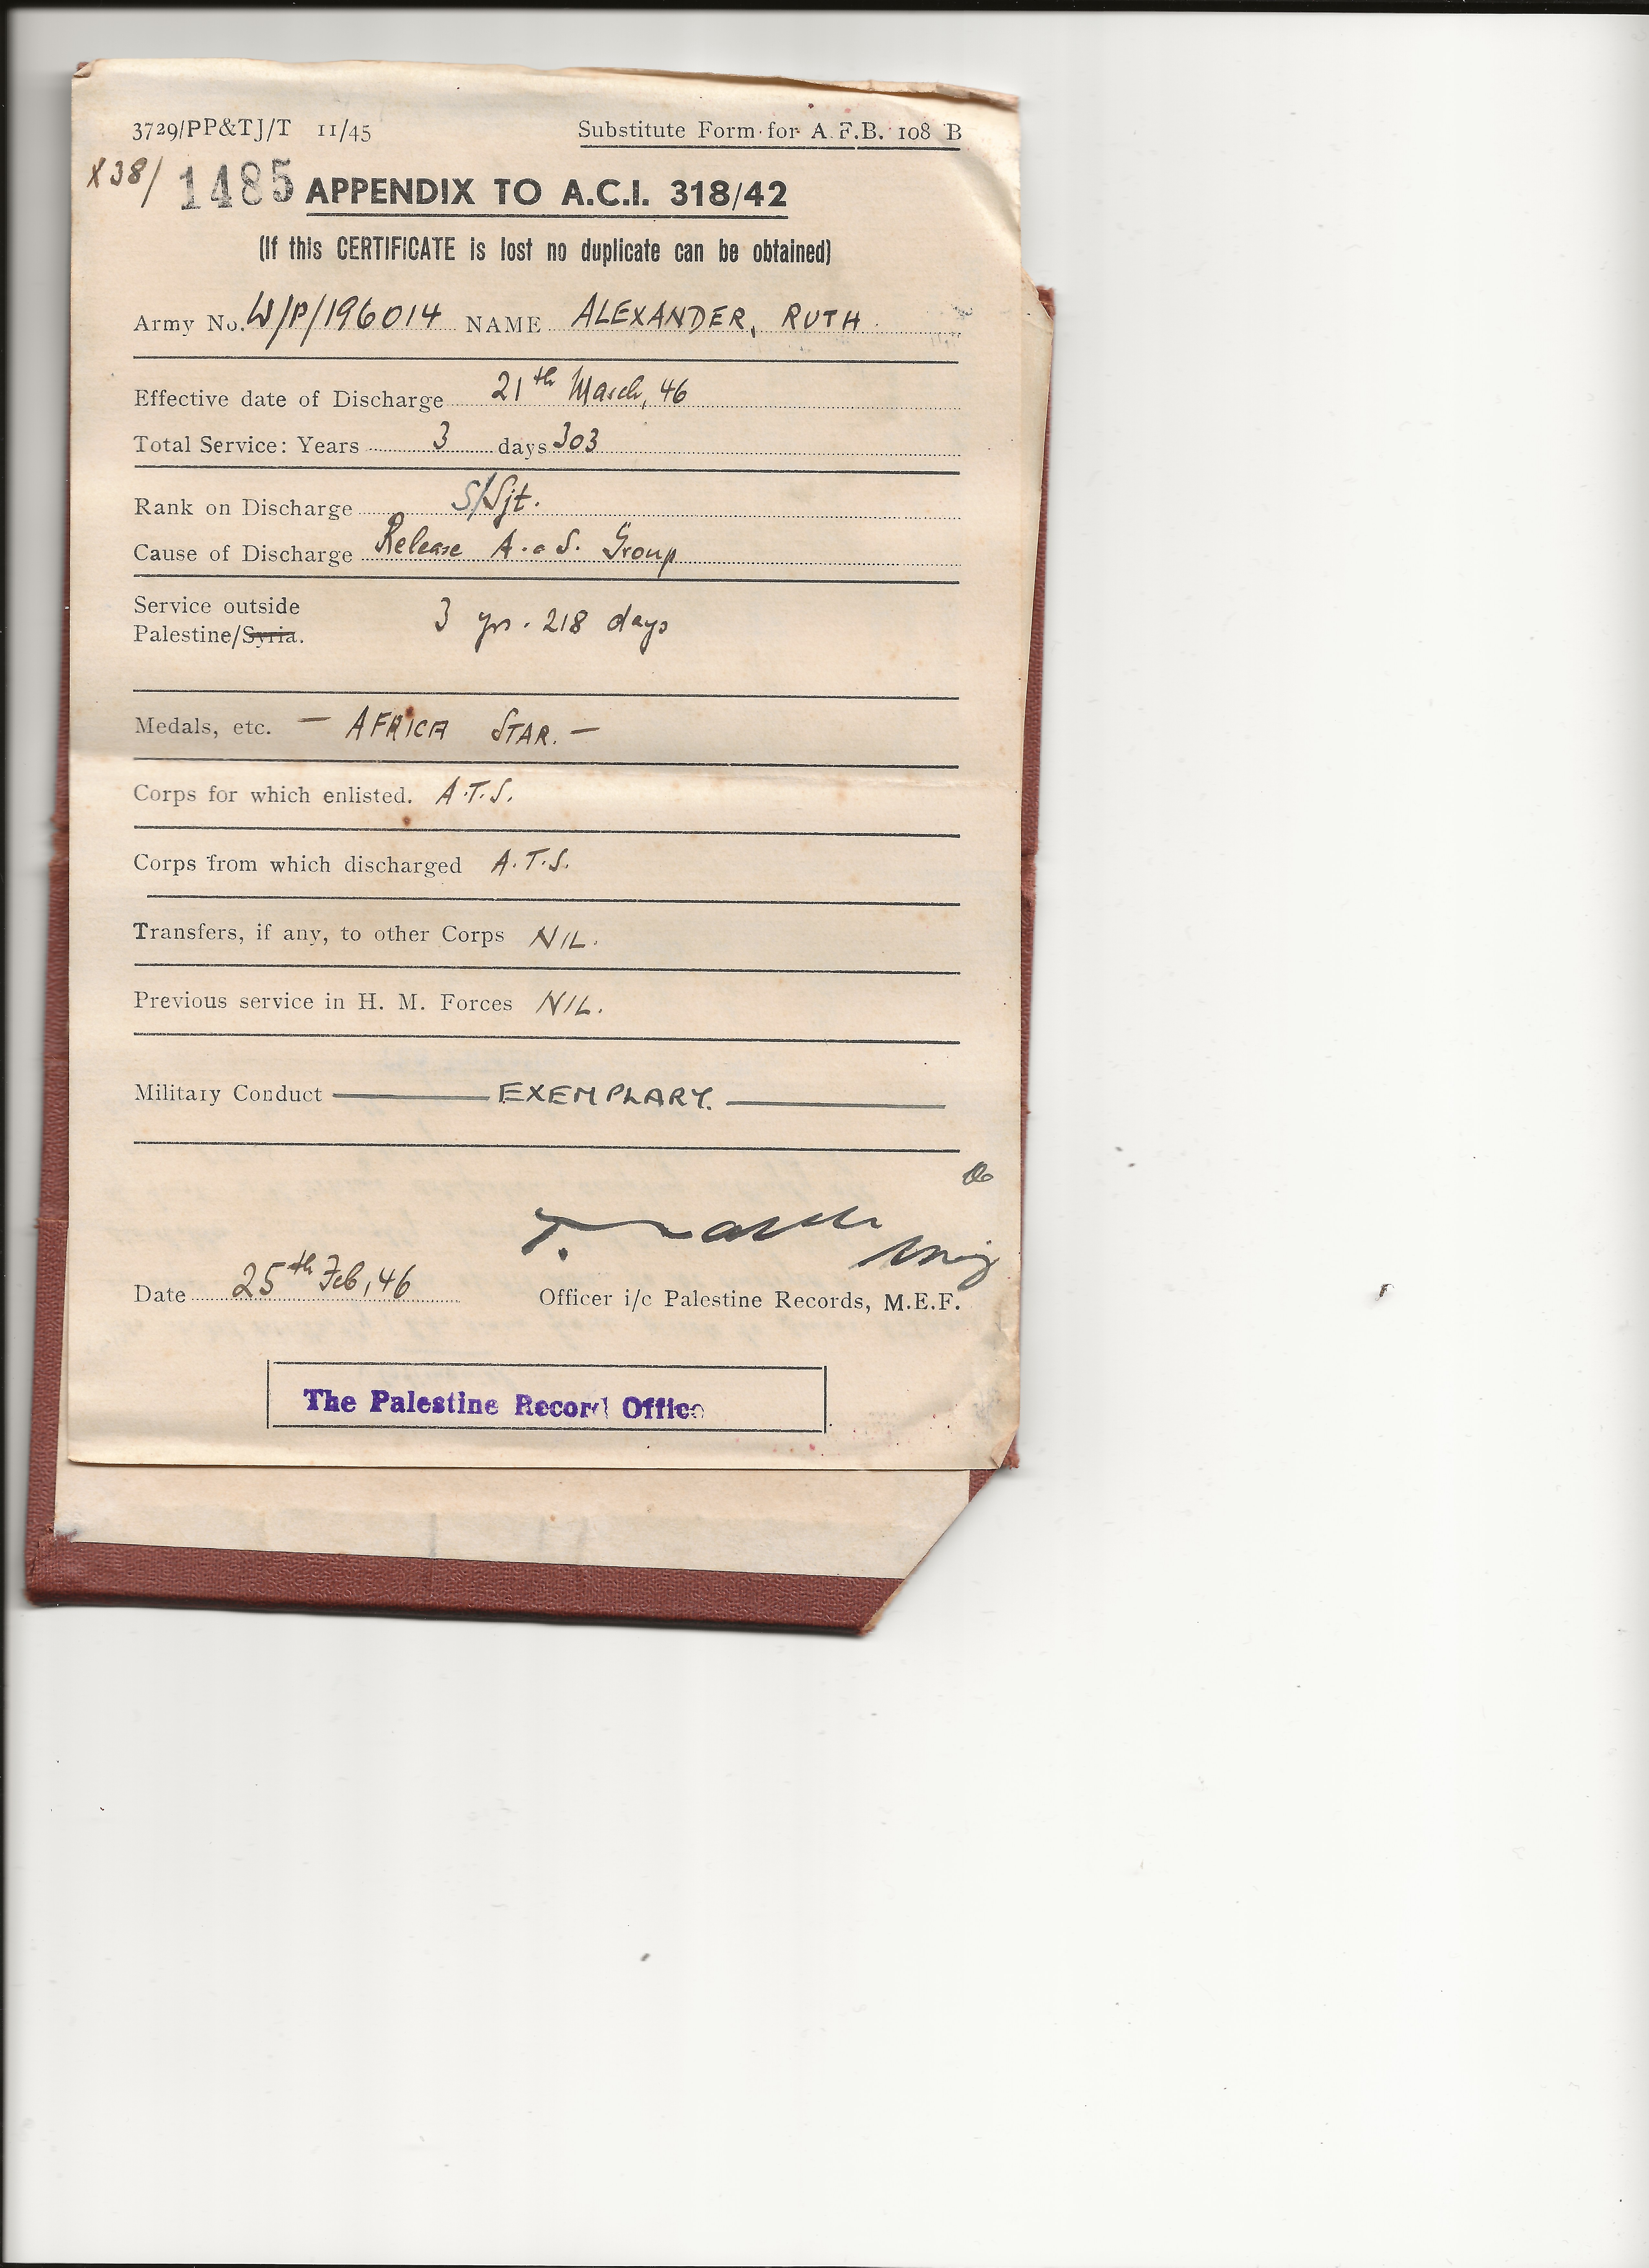 3729/PP&TJ/T 11/45 Substitute Form for A.F.B. 108 B
X38/ 1485 APPENDIX TO A.C.I. 318/42
(If this CERTIFICATE is lost no duplicate can be obtained)
Army No. W/P/196014 NAME ALEXANDER, RUTH
Effective date of Discharge 21th March, 46
Total Service: Years 3 days 303
Rank on Discharge S/Sjt.
Cause of Discharge Release A.&S. Group
Service outside
Palestine/Syria. 3 yrs. 218 days
Medals, etc. — AFRICA STAR. —
Corps for which enlisted. A.T.S.
Corps from which discharged A.T.S.
Transfers, if any, to other Corps NIL.
Previous service in H. M. Forces NIL.
Military Conduct EXEMPLARY.
Date 25th Feb, 46 Officer i/c Palestine Records, M.E.F.
The Palestine Record Office